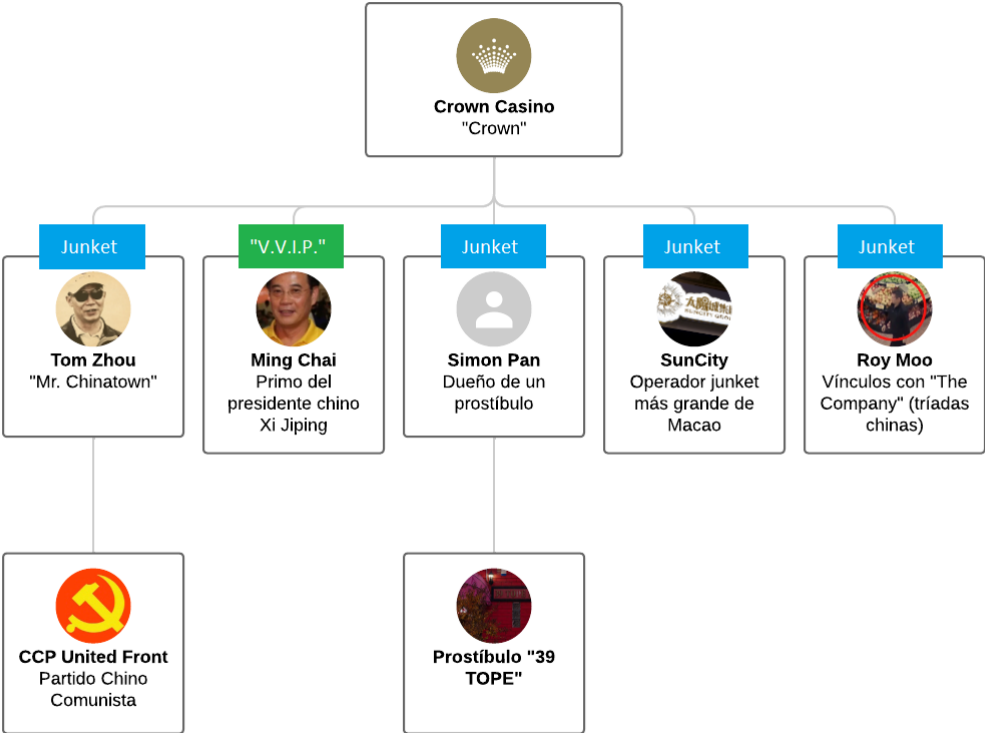 Crown Casino
"Crown"
Junket
"V.V.I.P."
Junket
Junket
Junket
Tom Zhou
"Mr. Chinatown"
Ming Chai
Primo del
presidente chino
Xi Jiping
Simon Pan
Dueño de un
prostíbulo
SunCity
Operador junket
más grande de
Macao
Roy Moo
Vínculos con "The
Company" (tríadas
chinas)
CCP United Front
Partido Chino
Comunista
Prostíbulo "39
TOPE"